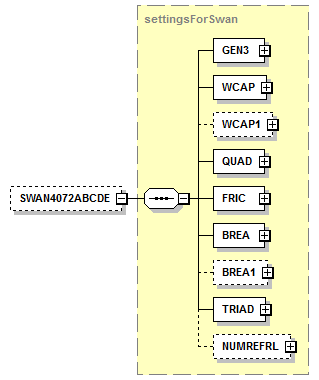 settingsForSwan
GEN3
WCAP
WCAP1
QUAD
SWAN4072ABCDE
FRIC
BREA
BREA1
TRIAD
NUMREFRL